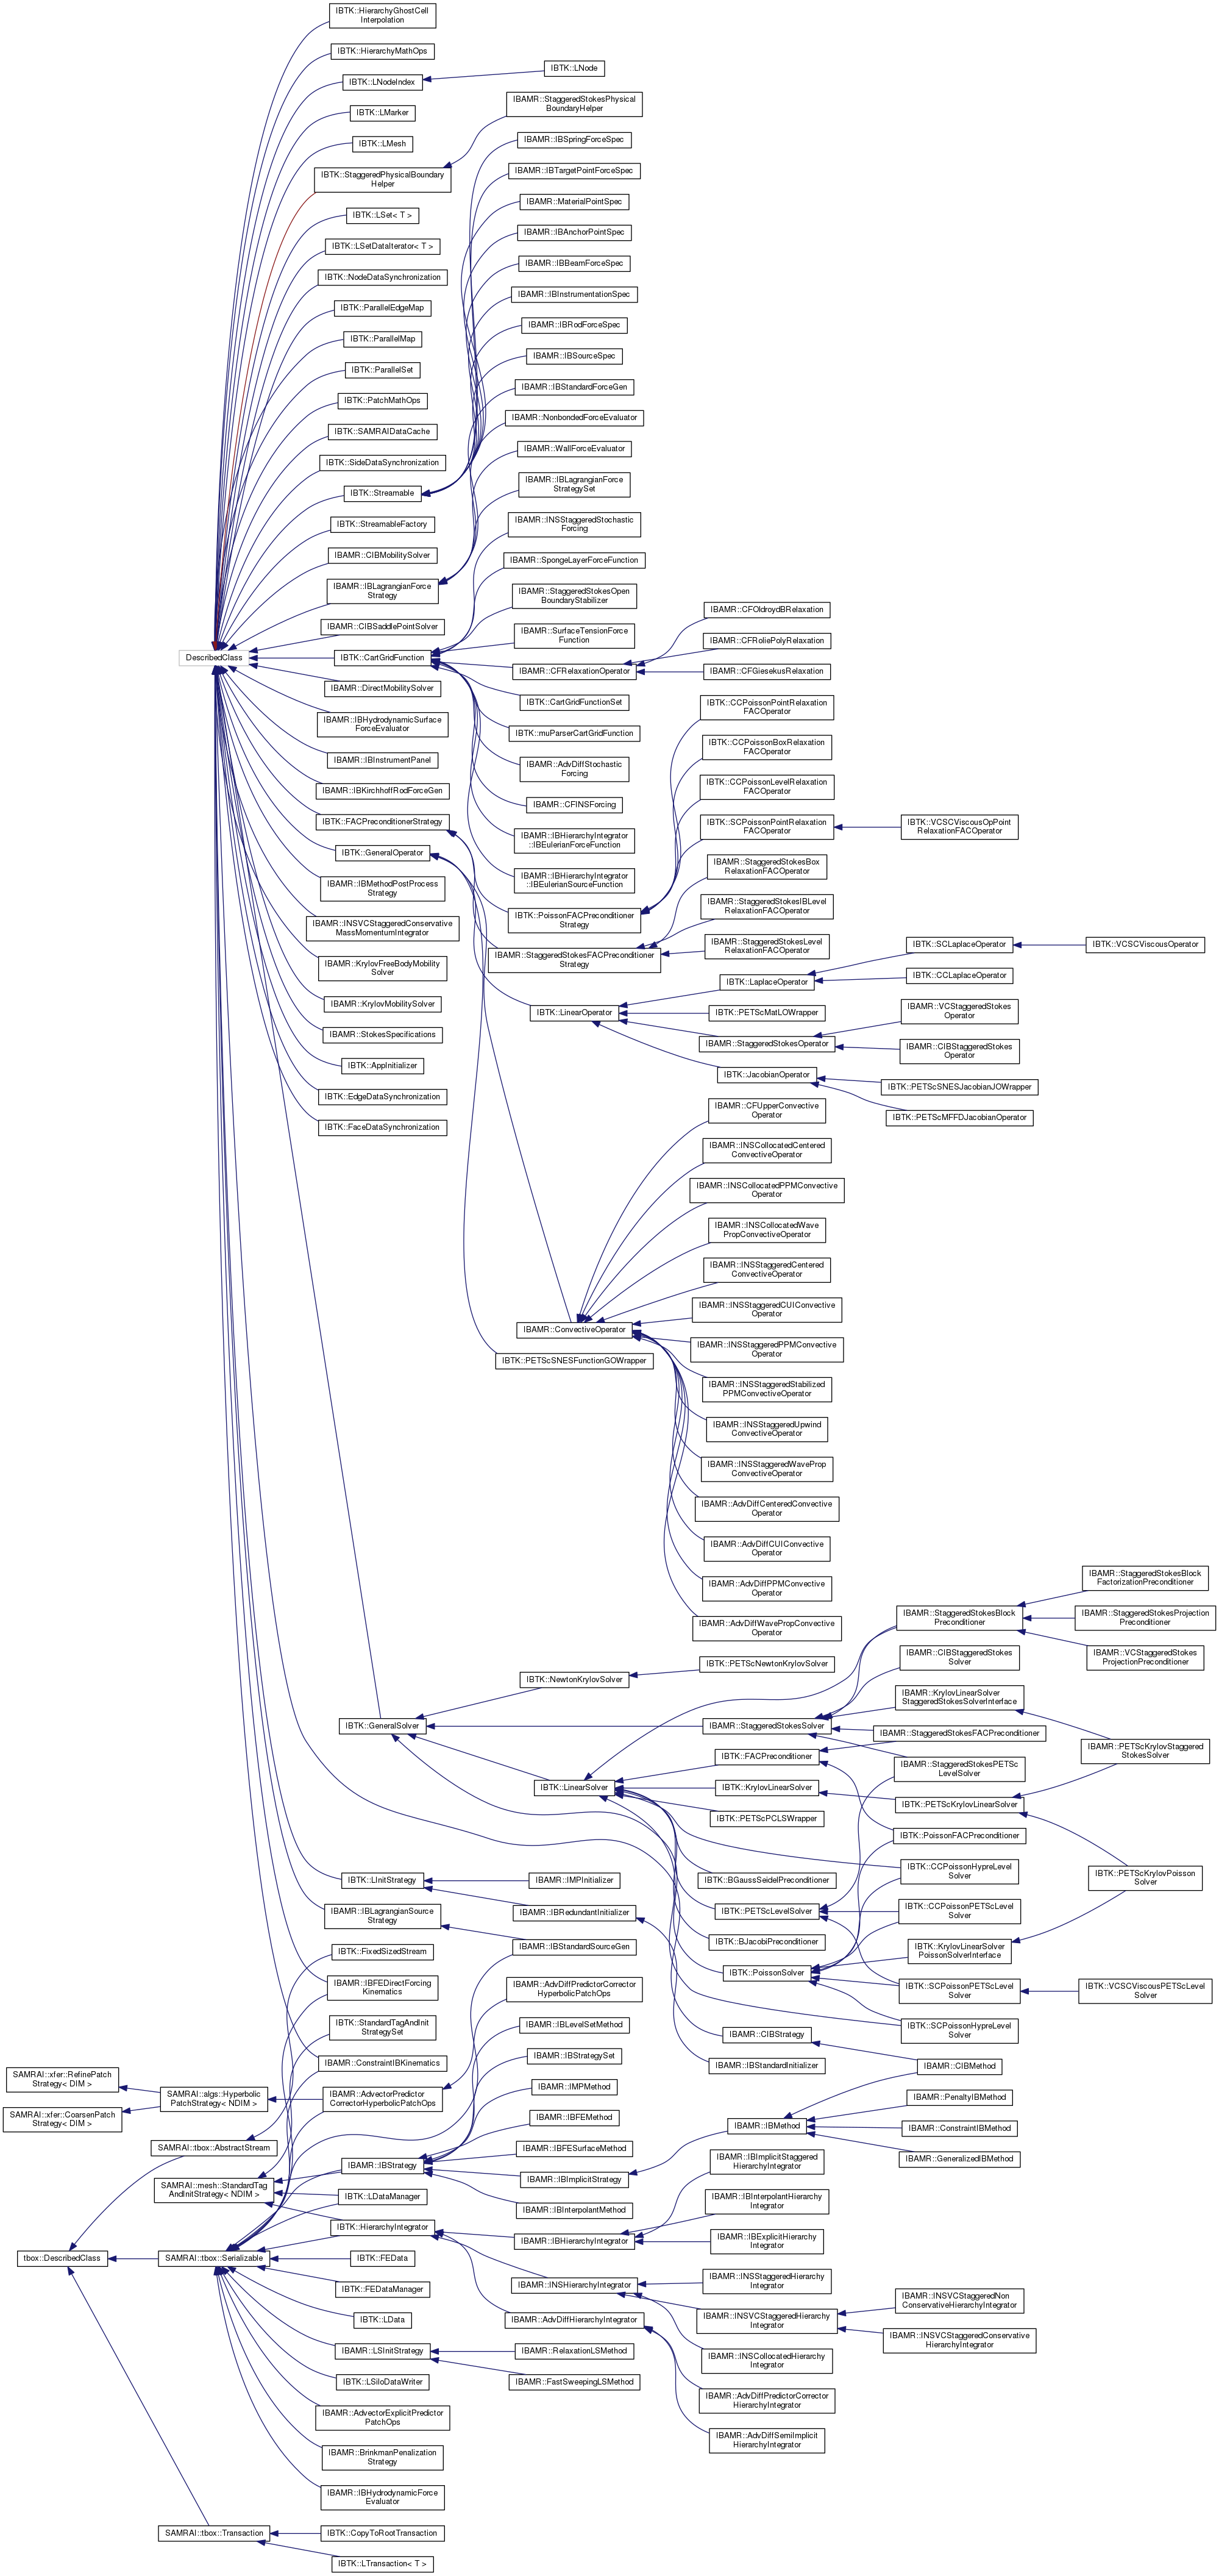 IBTK::HierarchyGhostCell
Interpolation
IBTK::HierarchyMathOps
IBTK::LNodeIndex
IBTK::LNode
IBTK::LMarker
IBTK::LMesh
IBTK::StaggeredPhysicalBoundary
Helper
IBAMR::StaggeredStokesPhysical
BoundaryHelper
IBTK::LSet< T >
IBTK::LSetDataIterator< T >
IBTK::NodeDataSynchronization
IBTK::ParallelEdgeMap
IBTK::ParallelMap
IBTK::ParallelSet
IBTK::PatchMathOps
IBTK::SAMRAIDataCache
IBTK::SideDataSynchronization
IBTK::Streamable
IBTK::StreamableFactory
IBAMR::CIBMobilitySolver
IBAMR::IBLagrangianForce
Strategy
IBAMR::CIBSaddlePointSolver
DescribedClass
IBTK::CartGridFunction
IBAMR::DirectMobilitySolver
IBAMR::IBHydrodynamicSurface
ForceEvaluator
IBAMR::IBInstrumentPanel
IBAMR::IBKirchhoffRodForceGen
IBTK::FACPreconditionerStrategy
IBTK::GeneralOperator
IBAMR::IBMethodPostProcess
Strategy
IBAMR::INSVCStaggeredConservative
MassMomentumIntegrator
IBAMR::KrylovFreeBodyMobility
Solver
IBAMR::KrylovMobilitySolver
IBAMR::StokesSpecifications
IBTK::AppInitializer
IBTK::EdgeDataSynchronization
IBTK::FaceDataSynchronization
IBAMR::IBSpringForceSpec
IBAMR::IBTargetPointForceSpec
IBAMR::MaterialPointSpec
IBAMR::IBAnchorPointSpec
IBAMR::IBBeamForceSpec
IBAMR::IBInstrumentationSpec
IBAMR::IBRodForceSpec
IBAMR::IBSourceSpec
IBAMR::IBStandardForceGen
IBAMR::NonbondedForceEvaluator
IBAMR::WallForceEvaluator
IBAMR::IBLagrangianForce
StrategySet
IBAMR::INSStaggeredStochastic
Forcing
IBAMR::SpongeLayerForceFunction
IBAMR::StaggeredStokesOpen
BoundaryStabilizer
IBAMR::SurfaceTensionForce
Function
IBAMR::CFRelaxationOperator
IBTK::CartGridFunctionSet
IBTK::muParserCartGridFunction
IBAMR::AdvDiffStochastic
Forcing
IBAMR::CFINSForcing
IBAMR::IBHierarchyIntegrator
::IBEulerianForceFunction
IBAMR::IBHierarchyIntegrator
::IBEulerianSourceFunction
IBTK::PoissonFACPreconditioner
Strategy
IBAMR::StaggeredStokesFACPreconditioner
Strategy
IBTK::LinearOperator
IBAMR::ConvectiveOperator
IBTK::PETScSNESFunctionGOWrapper
IBAMR::CFOldroydBRelaxation
IBAMR::CFRoliePolyRelaxation
IBAMR::CFGiesekusRelaxation
IBTK::CCPoissonPointRelaxation
FACOperator
IBTK::CCPoissonBoxRelaxation
FACOperator
IBTK::CCPoissonLevelRelaxation
FACOperator
IBTK::SCPoissonPointRelaxation
FACOperator
IBTK::VCSCViscousOpPoint
RelaxationFACOperator
IBAMR::StaggeredStokesBox
RelaxationFACOperator
IBAMR::StaggeredStokesIBLevel
RelaxationFACOperator
IBAMR::StaggeredStokesLevel
RelaxationFACOperator
IBTK::LaplaceOperator
IBTK::SCLaplaceOperator
IBTK::VCSCViscousOperator
IBTK::CCLaplaceOperator
IBTK::PETScMatLOWrapper
IBAMR::StaggeredStokesOperator
IBAMR::VCStaggeredStokes
Operator
IBAMR::CIBStaggeredStokes
Operator
IBTK::JacobianOperator
IBTK::PETScSNESJacobianJOWrapper
IBTK::PETScMFFDJacobianOperator
IBAMR::CFUpperConvective
Operator
IBAMR::INSCollocatedCentered
ConvectiveOperator
IBAMR::INSCollocatedPPMConvective
Operator
IBAMR::INSCollocatedWave
PropConvectiveOperator
IBAMR::INSStaggeredCentered
ConvectiveOperator
IBAMR::INSStaggeredCUIConvective
Operator
IBAMR::INSStaggeredPPMConvective
Operator
IBAMR::INSStaggeredStabilized
PPMConvectiveOperator
IBAMR::INSStaggeredUpwind
ConvectiveOperator
IBAMR::INSStaggeredWaveProp
ConvectiveOperator
IBAMR::AdvDiffCenteredConvective
Operator
IBAMR::AdvDiffCUIConvective
Operator
IBAMR::AdvDiffPPMConvective
Operator
IBAMR::AdvDiffWavePropConvective
Operator
IBTK::GeneralSolver
IBTK::NewtonKrylovSolver
IBTK::PETScNewtonKrylovSolver
IBAMR::StaggeredStokesSolver
IBTK::LinearSolver
IBTK::FACPreconditioner
IBTK::KrylovLinearSolver
IBTK::PETScPCLSWrapper
IBTK::BGaussSeidelPreconditioner
IBTK::PETScLevelSolver
IBTK::BJacobiPreconditioner
IBTK::PoissonSolver
IBAMR::CIBStrategy
IBAMR::IBStandardInitializer
IBAMR::StaggeredStokesBlock
Preconditioner
IBAMR::StaggeredStokesBlock
FactorizationPreconditioner
IBAMR::StaggeredStokesProjection
Preconditioner
IBAMR::VCStaggeredStokes
ProjectionPreconditioner
IBAMR::CIBStaggeredStokes
Solver
IBAMR::KrylovLinearSolver
StaggeredStokesSolverInterface
IBAMR::StaggeredStokesFACPreconditioner
IBAMR::StaggeredStokesPETSc
LevelSolver
IBAMR::PETScKrylovStaggered
StokesSolver
IBTK::PETScKrylovLinearSolver
IBTK::PoissonFACPreconditioner
IBTK::CCPoissonHypreLevel
Solver
IBTK::PETScKrylovPoisson
Solver
IBTK::CCPoissonPETScLevel
Solver
IBTK::KrylovLinearSolver
PoissonSolverInterface
IBTK::SCPoissonPETScLevel
Solver
IBTK::VCSCViscousPETScLevel
Solver
IBTK::SCPoissonHypreLevel
Solver
IBAMR::CIBMethod
IBTK::LInitStrategy
IBAMR::IMPInitializer
IBAMR::IBRedundantInitializer
IBAMR::IBLagrangianSource
Strategy
IBAMR::IBStandardSourceGen
IBTK::FixedSizedStream
IBAMR::IBFEDirectForcing
Kinematics
IBTK::StandardTagAndInit
StrategySet
IBAMR::ConstraintIBKinematics
IBAMR::AdvectorPredictor
CorrectorHyperbolicPatchOps
IBAMR::AdvDiffPredictorCorrector
HyperbolicPatchOps
IBAMR::IBLevelSetMethod
IBAMR::IBStrategySet
IBAMR::IMPMethod
IBAMR::IBFEMethod
IBAMR::IBFESurfaceMethod
IBAMR::IBImplicitStrategy
IBAMR::IBInterpolantMethod
IBAMR::IBMethod
IBAMR::PenaltyIBMethod
IBAMR::ConstraintIBMethod
IBAMR::GeneralizedIBMethod
SAMRAI::xfer::RefinePatch
Strategy< DIM >
SAMRAI::xfer::CoarsenPatch
Strategy< DIM >
SAMRAI::algs::Hyperbolic
PatchStrategy< NDIM >
SAMRAI::tbox::AbstractStream
SAMRAI::mesh::StandardTag
AndInitStrategy< NDIM >
tbox::DescribedClass
SAMRAI::tbox::Serializable
SAMRAI::tbox::Transaction
IBAMR::IBStrategy
IBTK::LDataManager
IBTK::HierarchyIntegrator
IBTK::FEData
IBTK::FEDataManager
IBTK::LData
IBAMR::LSInitStrategy
IBTK::LSiloDataWriter
IBAMR::AdvectorExplicitPredictor
PatchOps
IBAMR::BrinkmanPenalization
Strategy
IBAMR::IBHydrodynamicForce
Evaluator
IBTK::CopyToRootTransaction
IBTK::LTransaction< T >
IBAMR::IBHierarchyIntegrator
IBAMR::INSHierarchyIntegrator
IBAMR::AdvDiffHierarchyIntegrator
IBAMR::RelaxationLSMethod
IBAMR::FastSweepingLSMethod
IBAMR::IBImplicitStaggered
HierarchyIntegrator
IBAMR::IBInterpolantHierarchy
Integrator
IBAMR::IBExplicitHierarchy
Integrator
IBAMR::INSStaggeredHierarchy
Integrator
IBAMR::INSVCStaggeredHierarchy
Integrator
IBAMR::INSCollocatedHierarchy
Integrator
IBAMR::AdvDiffPredictorCorrector
HierarchyIntegrator
IBAMR::AdvDiffSemiImplicit
HierarchyIntegrator
IBAMR::INSVCStaggeredNon
ConservativeHierarchyIntegrator
IBAMR::INSVCStaggeredConservative
HierarchyIntegrator